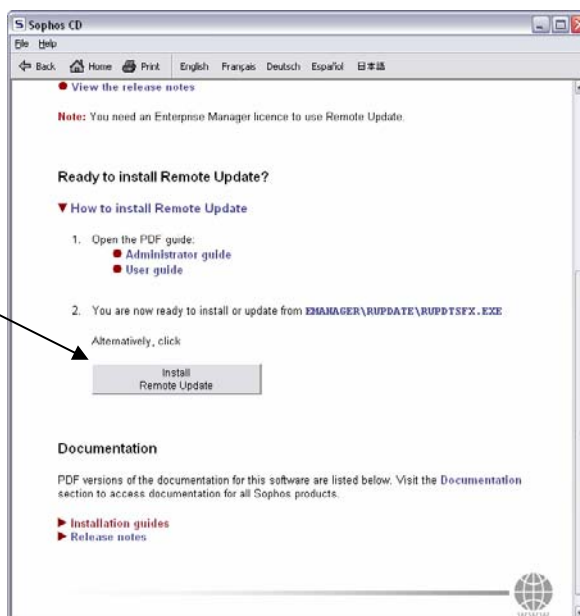 Sophos CD
File Help
Back Home Print English Français Deutsch Español 日本語
View the release notes
Note: You need an Enterprise Manager licence to use Remote Update.
Ready to install Remote Update?
How to install Remote Update
1. Open the PDF guide:
Administrator guide
User guide
2. You are now ready to install or update from EMANAGER\RUPDATE\RUPDTSFX.EXE
Alternatively, click
Install
Remote Update
Documentation
PDF versions of the documentation for this software are listed below. Visit the Documentation
section to access documentation for all Sophos products.
Installation guides
Release notes
WWW